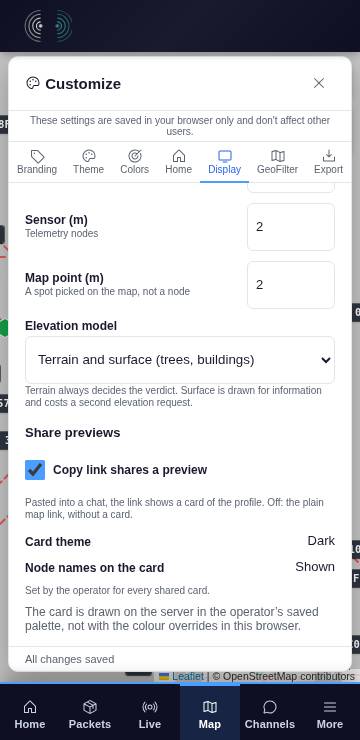 Customize
These settings are saved in your browser only and don't affect other
users.
Branding Theme Colors Home Display GeoFilter Export
Sensor (m)
Telemetry nodes
2
Map point (m)
A spot picked on the map, not a node
2
Elevation model
Terrain and surface (trees, buildings)
Terrain always decides the verdict. Surface is drawn for information
and costs a second elevation request.
Share previews
Copy link shares a preview
Pasted into a chat, the link shows a card of the profile. Off: the plain
map link, without a card.
Card theme Dark
Node names on the card Shown
Set by the operator for every shared card.
The card is drawn on the server in the operator's saved
palette, not with the colour overrides in this browser.
All changes saved
Leaflet | © OpenStreetMap contributors
Home Packets Live Map Channels More